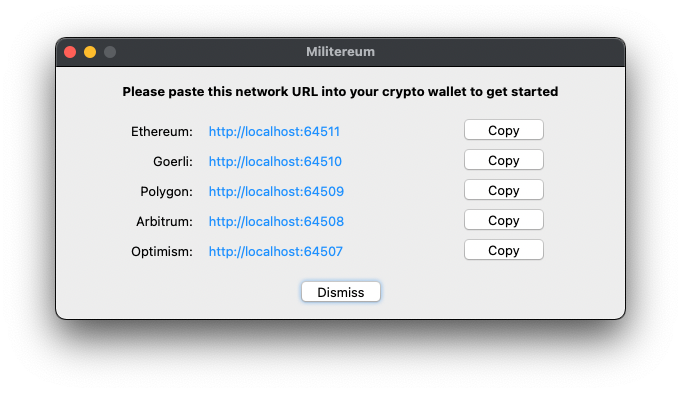 Militereum
Please paste this network URL into your crypto wallet to get started
Ethereum: http://localhost:64511 Copy
Goerli: http://localhost:64510 Copy
Polygon: http://localhost:64509 Copy
Arbitrum: http://localhost:64508 Copy
Optimism: http://localhost:64507 Copy
Dismiss